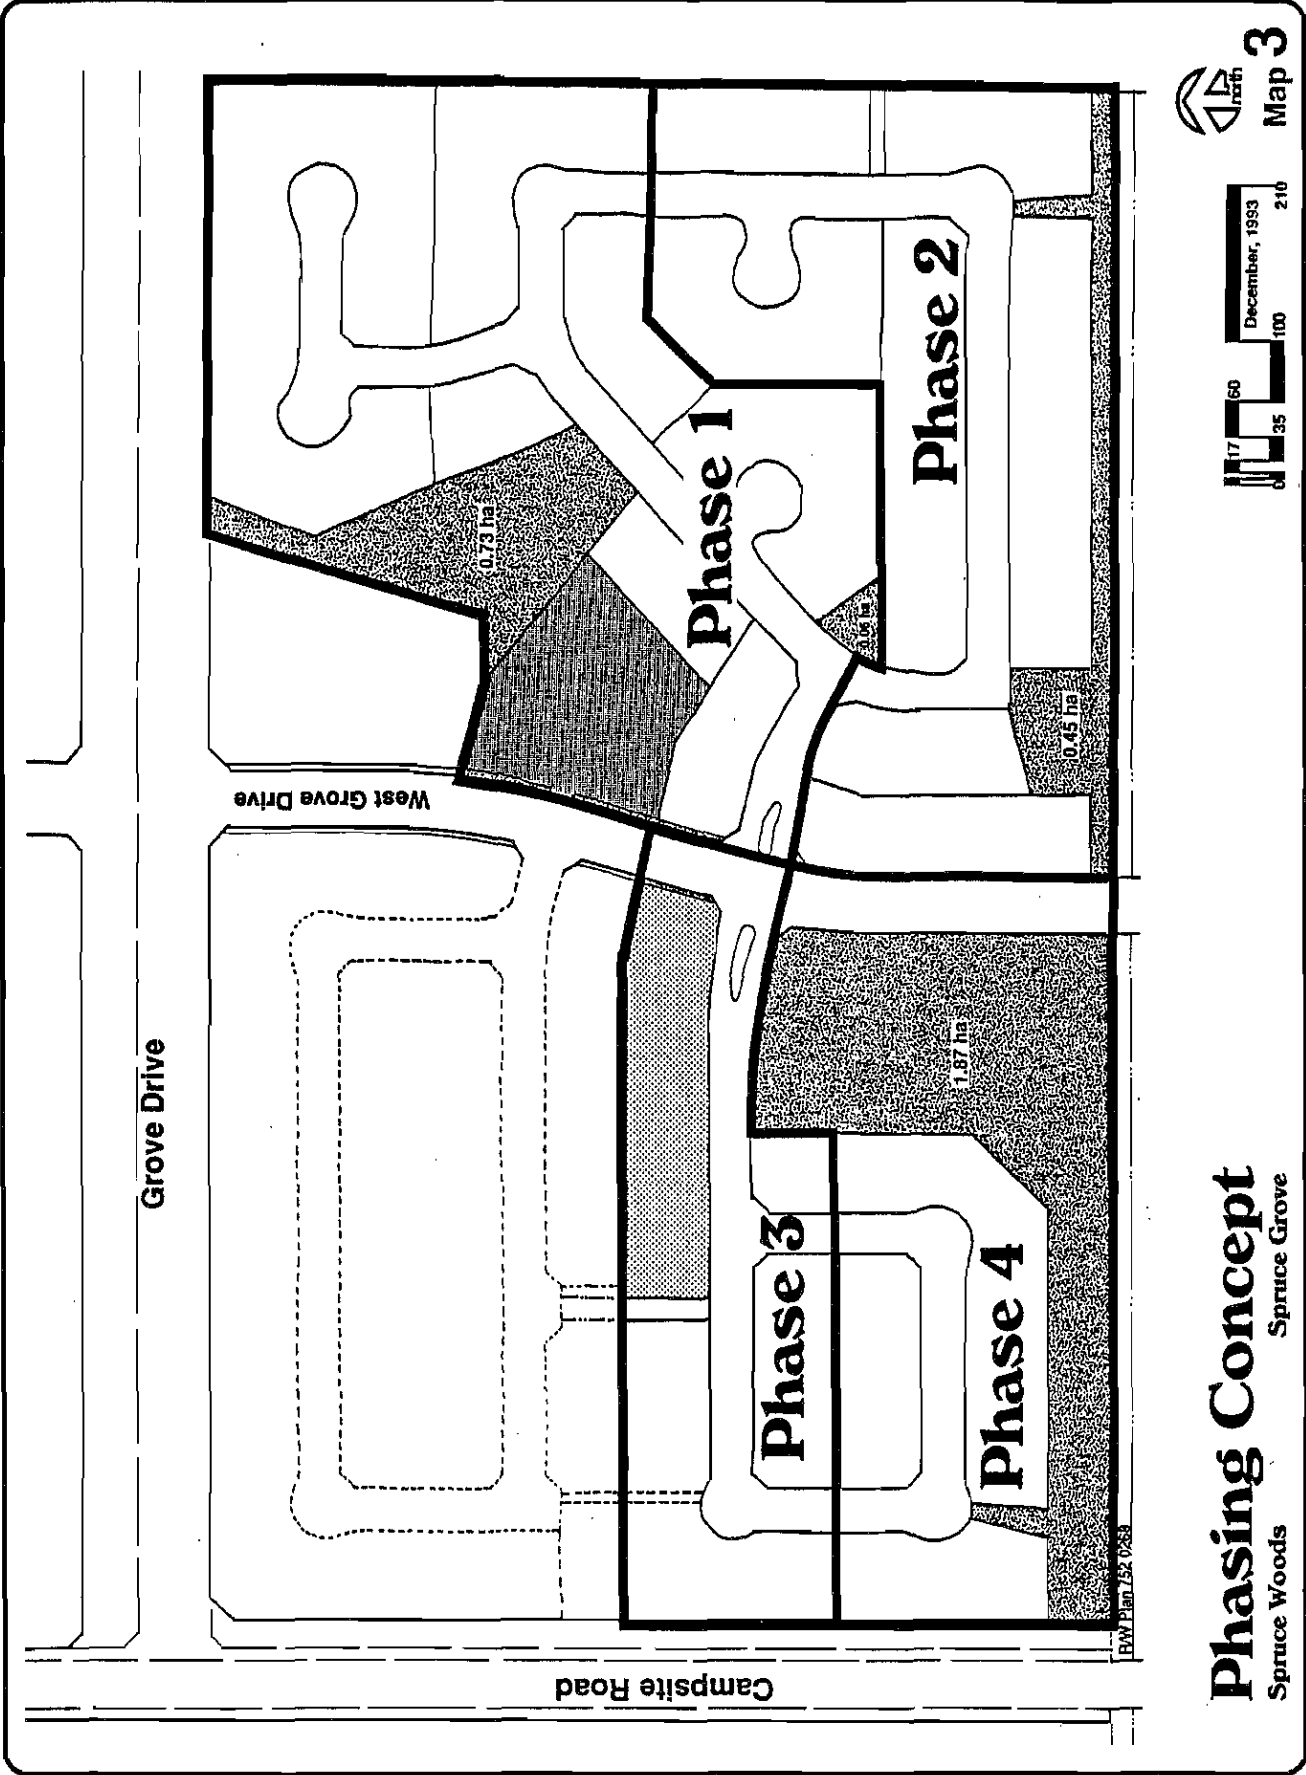 Grove Drive
West Grove Drive
Campsite Road
Phase 1
Phase 2
Phase 3
Phase 4
0.73 ha
0.06 ha
0.45 ha
1.87 ha
R/W Plan 752 0269
Phasing Concept
Spruce Woods Spruce Grove
17 60 December, 1993
0 35 100 210
north
Map 3